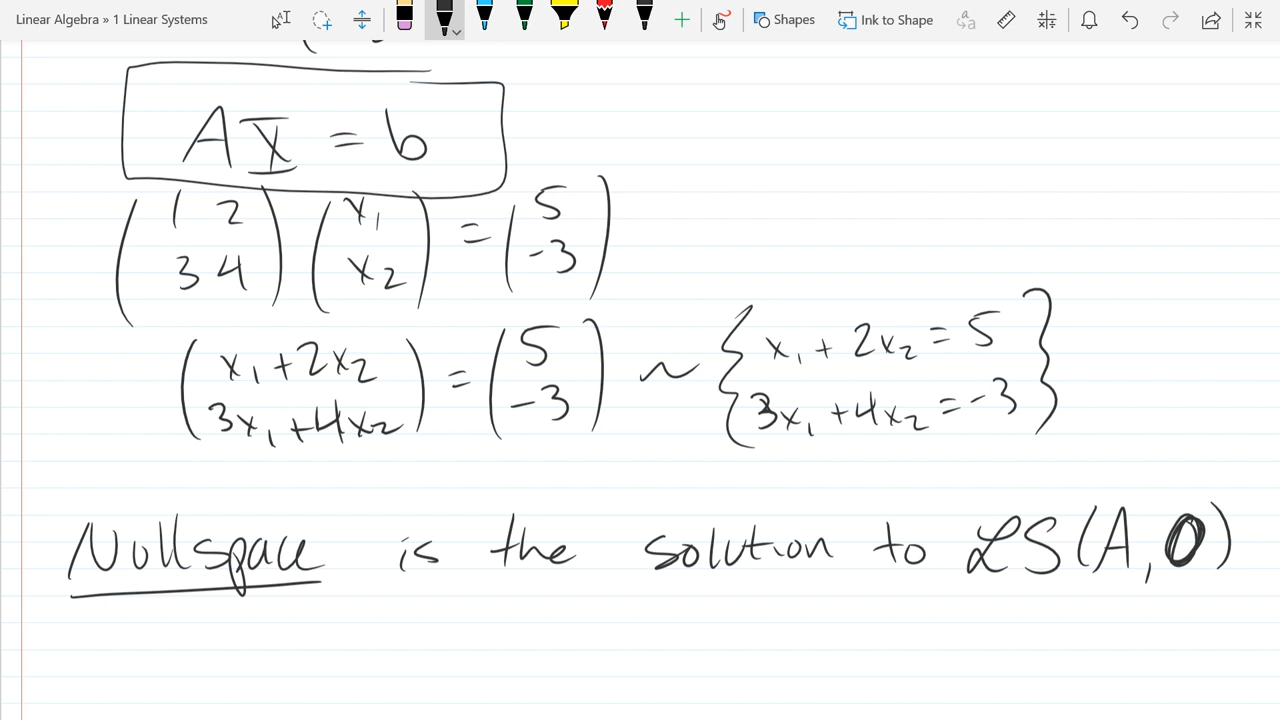 Linear Algebra » 1 Linear Systems
Shapes
Ink to Shape
AX = b
( 1 2 ) ( x₁ ) = ( 5 )
( 3 4 ) ( x₂ ) ( -3 )
( x₁ + 2x₂ ) = ( 5 ) ~ { x₁ + 2x₂ = 5 }
( 3x₁ + 4x₂ ) ( -3 ) { 3x₁ + 4x₂ = -3 }
Nullspace is the solution to LS(A, 0)